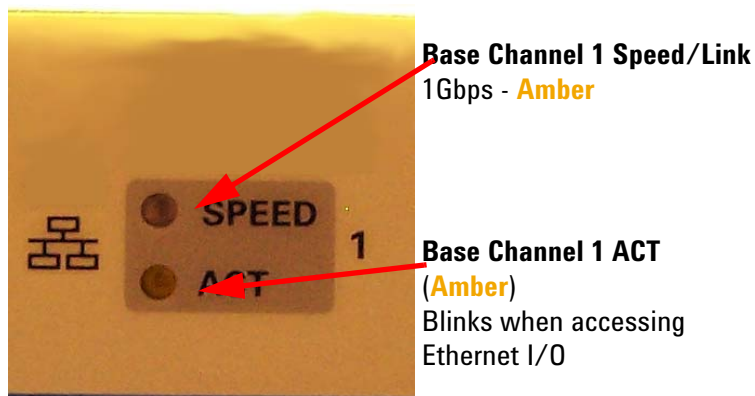 Base Channel 1 Speed/Link
1Gbps - Amber
SPEED
1
ACT
Base Channel 1 ACT
(Amber)
Blinks when accessing
Ethernet I/O